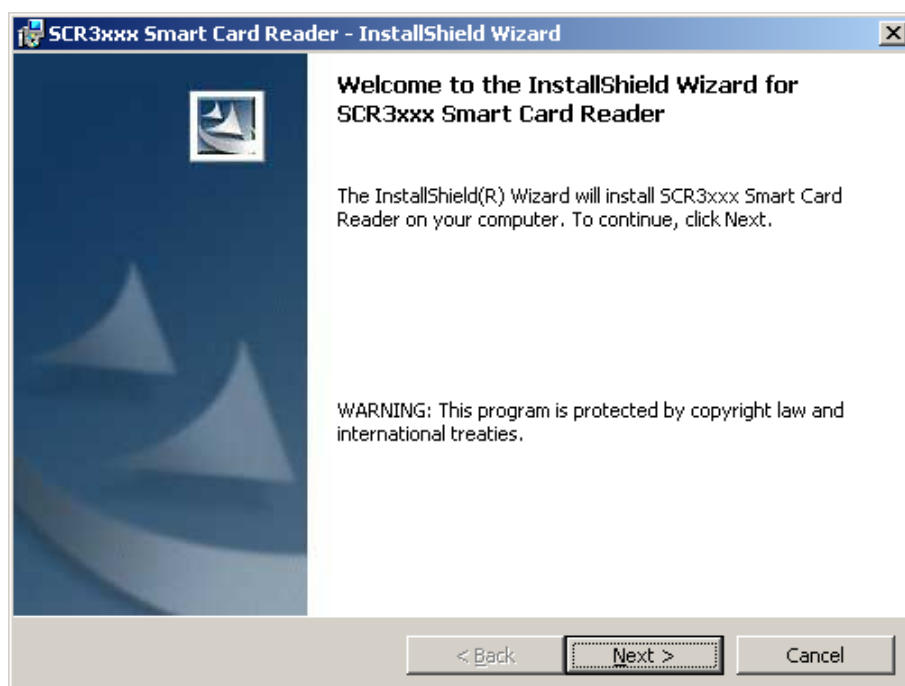 SCR3xxx Smart Card Reader - InstallShield Wizard
Welcome to the InstallShield Wizard for
SCR3xxx Smart Card Reader
The InstallShield(R) Wizard will install SCR3xxx Smart Card
Reader on your computer. To continue, click Next.
WARNING: This program is protected by copyright law and
international treaties.
< Back Next > Cancel